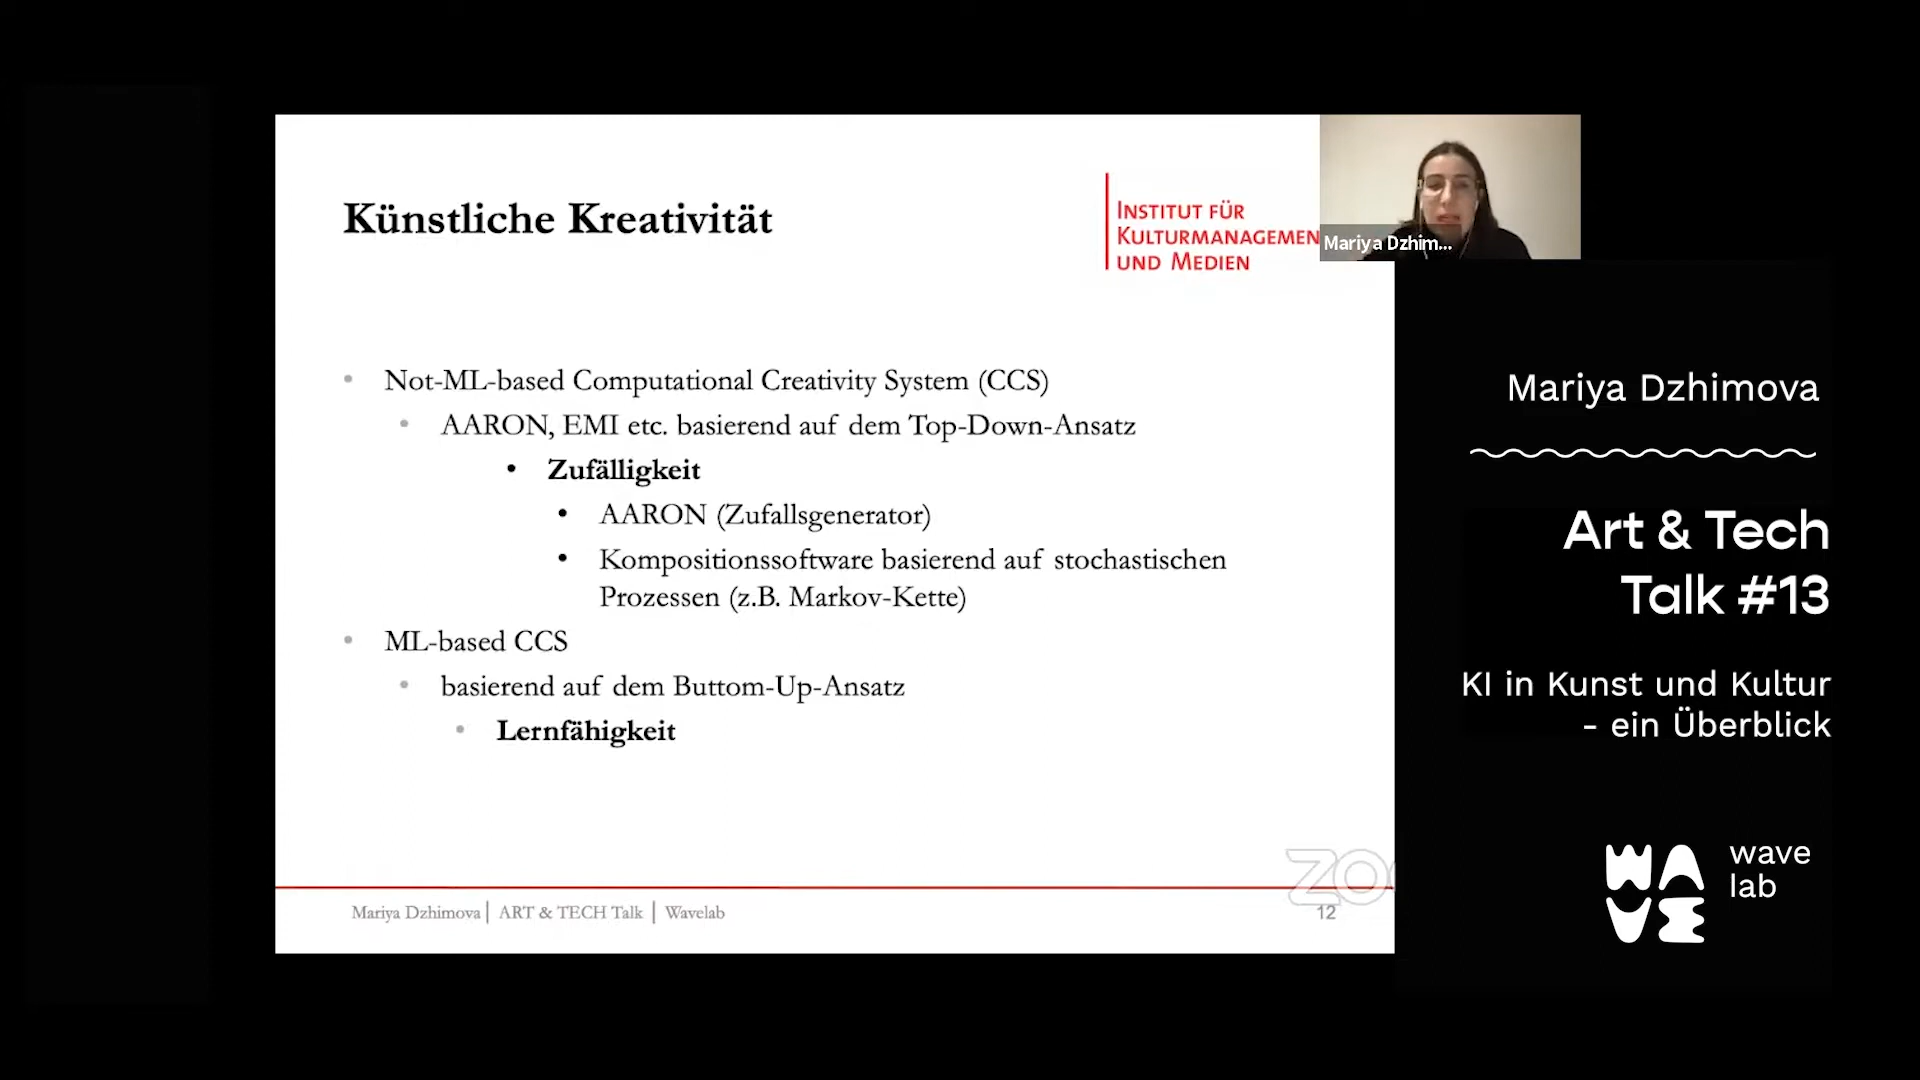 Künstliche Kreativität
INSTITUT FÜR
KULTURMANAGEMEN
UND MEDIEN
Mariya Dzhim...
• Not-ML-based Computational Creativity System (CCS)
• AARON, EMI etc. basierend auf dem Top-Down-Ansatz
• Zufälligkeit
• AARON (Zufallsgenerator)
• Kompositionssoftware basierend auf stochastischen
Prozessen (z.B. Markov-Kette)
• ML-based CCS
• basierend auf dem Buttom-Up-Ansatz
• Lernfähigkeit
Mariya Dzhimova | ART & TECH Talk | Wavelab
12
ZO
Mariya Dzhimova
Art & Tech
Talk #13
KI in Kunst und Kultur
- ein Überblick
WAVE
wave
lab